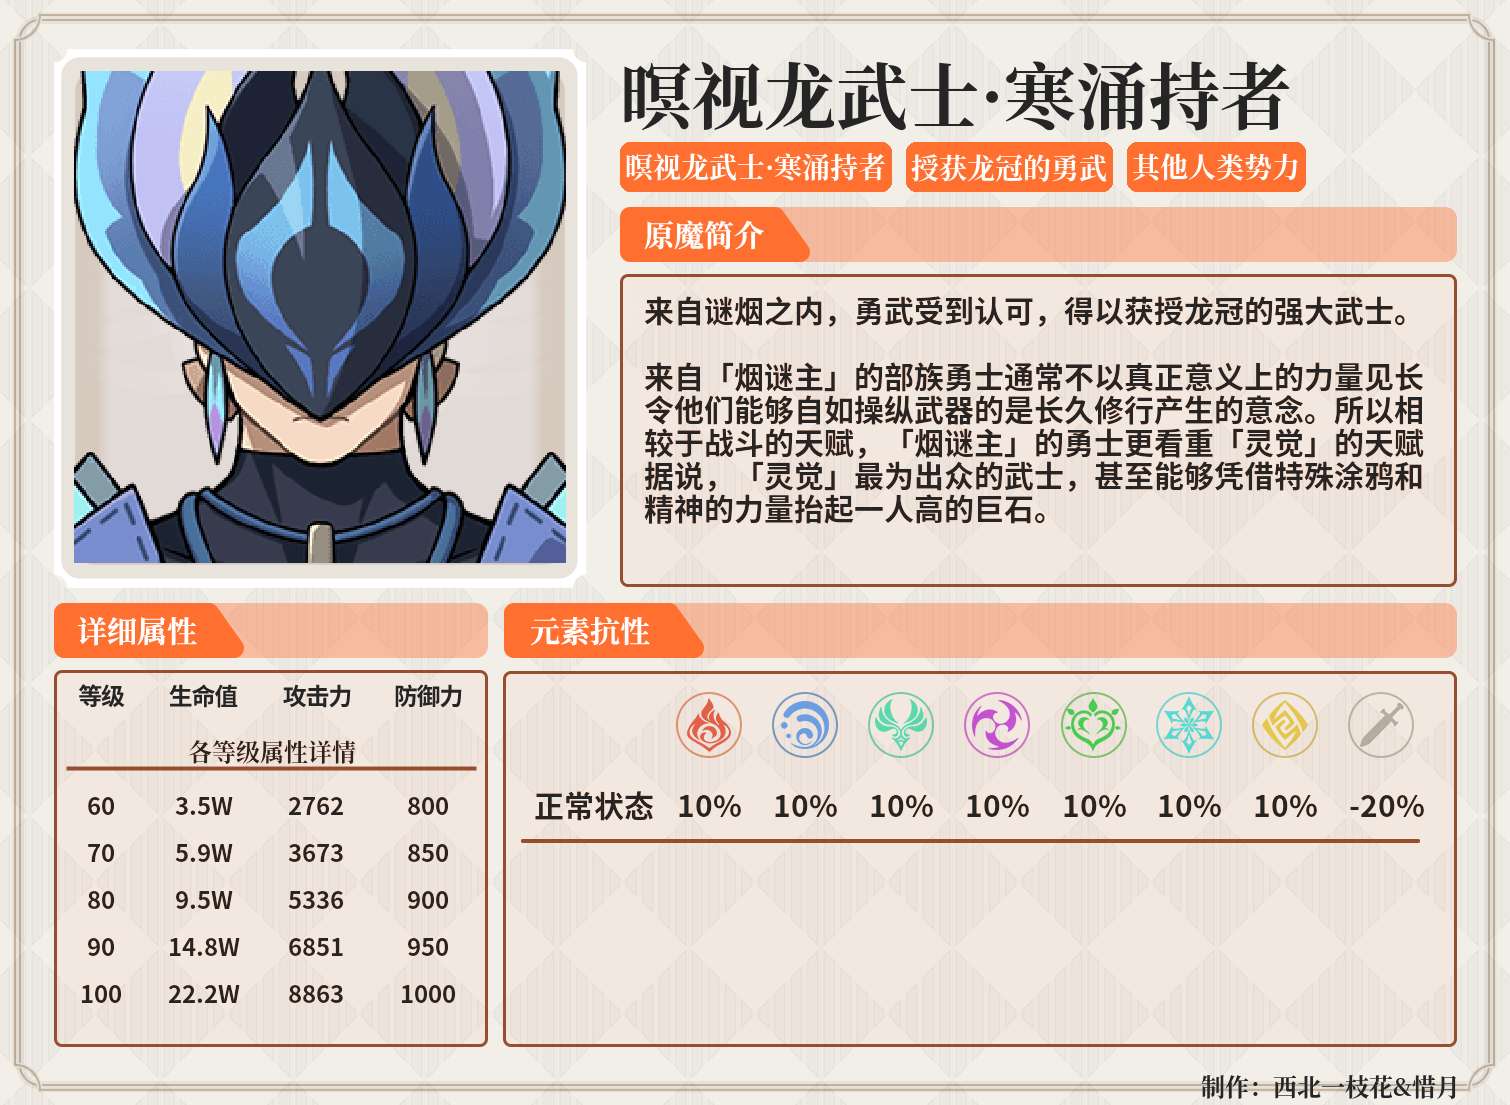 暝视龙武士·寒涌持者
暝视龙武士·寒涌持者 授获龙冠的勇武 其他人类势力
原魔简介
来自谜烟之内，勇武受到认可，得以获授龙冠的强大武士。
来自「烟谜主」的部族勇士通常不以真正意义上的力量见长
令他们能够自如操纵武器的是长久修行产生的意念。所以相
较于战斗的天赋，「烟谜主」的勇士更看重「灵觉」的天赋
据说，「灵觉」最为出众的武士，甚至能够凭借特殊涂鸦和
精神的力量抬起一人高的巨石。
详细属性
元素抗性
等级 生命值 攻击力 防御力
各等级属性详情
60 3.5W 2762 800
70 5.9W 3673 850
80 9.5W 5336 900
90 14.8W 6851 950
100 22.2W 8863 1000
正常状态 10% 10% 10% 10% 10% 10% 10% -20%
制作：西北一枝花&惜月